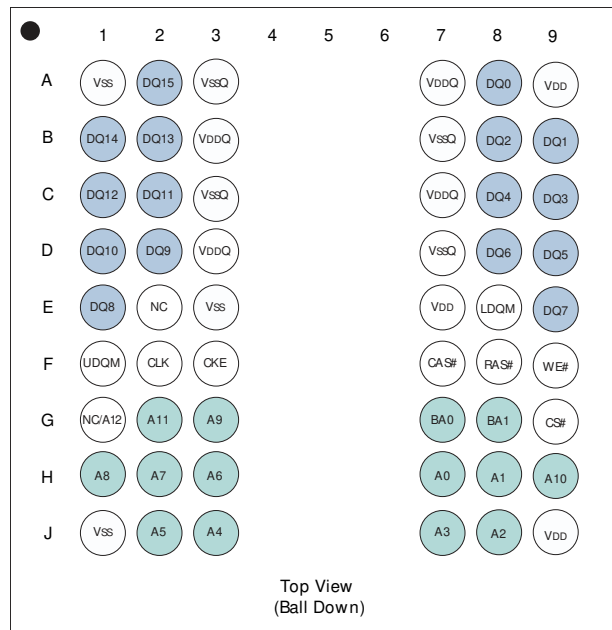 1 2 3 4 5 6 7 8 9
A VSS DQ15 VSSQ VDDQ DQ0 VDD
B DQ14 DQ13 VDDQ VSSQ DQ2 DQ1
C DQ12 DQ11 VSSQ VDDQ DQ4 DQ3
D DQ10 DQ9 VDDQ VSSQ DQ6 DQ5
E DQ8 NC VSS VDD LDQM DQ7
F UDQM CLK CKE CAS# RAS# WE#
G NC/A12 A11 A9 BA0 BA1 CS#
H A8 A7 A6 A0 A1 A10
J VSS A5 A4 A3 A2 VDD
Top View
(Ball Down)